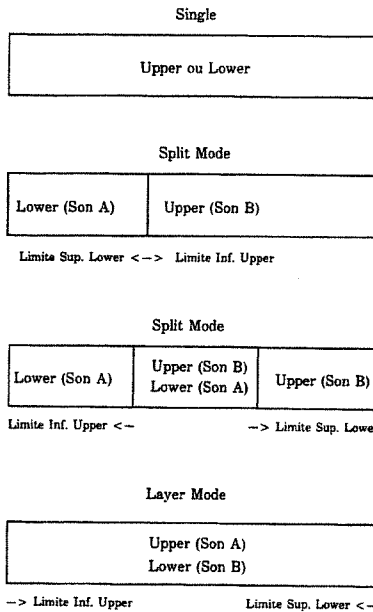 Single
Upper ou Lower
Split Mode
Lower (Son A) Upper (Son B)
Limite Sup. Lower <-> Limite Inf. Upper
Split Mode
Lower (Son A) Upper (Son B) Upper (Son B)
Lower (Son A)
Limite Inf. Upper <- -> Limite Sup. Lowe
Layer Mode
Upper (Son A)
Lower (Son B)
-> Limite Inf. Upper Limite Sup. Lower <-